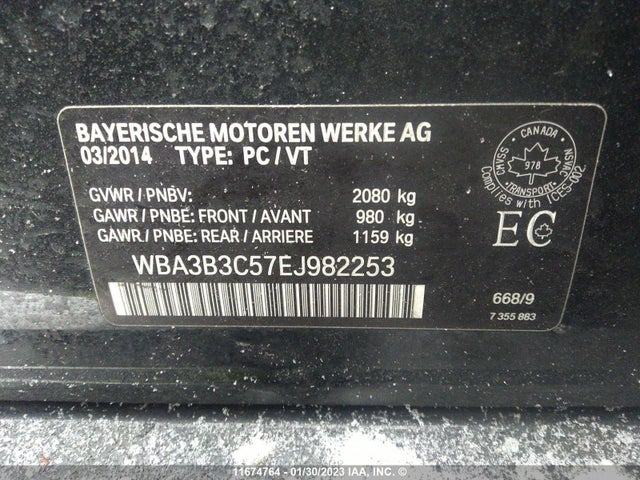 BAYERISCHE MOTOREN WERKE AG
03/2014 TYPE: PC / VT
GVWR / PNBV: 2080 kg
GAWR / PNBE: FRONT / AVANT 980 kg
GAWR / PNBE: REAR / ARRIERE 1159 kg
WBA3B3C57EJ982253
CANADA
CMVSS
NSVAC
978
TRANSPORT
Complies with ICES-002
EC
668/9
7 355 883
11674764 - 01/30/2023 IAA, INC. ©